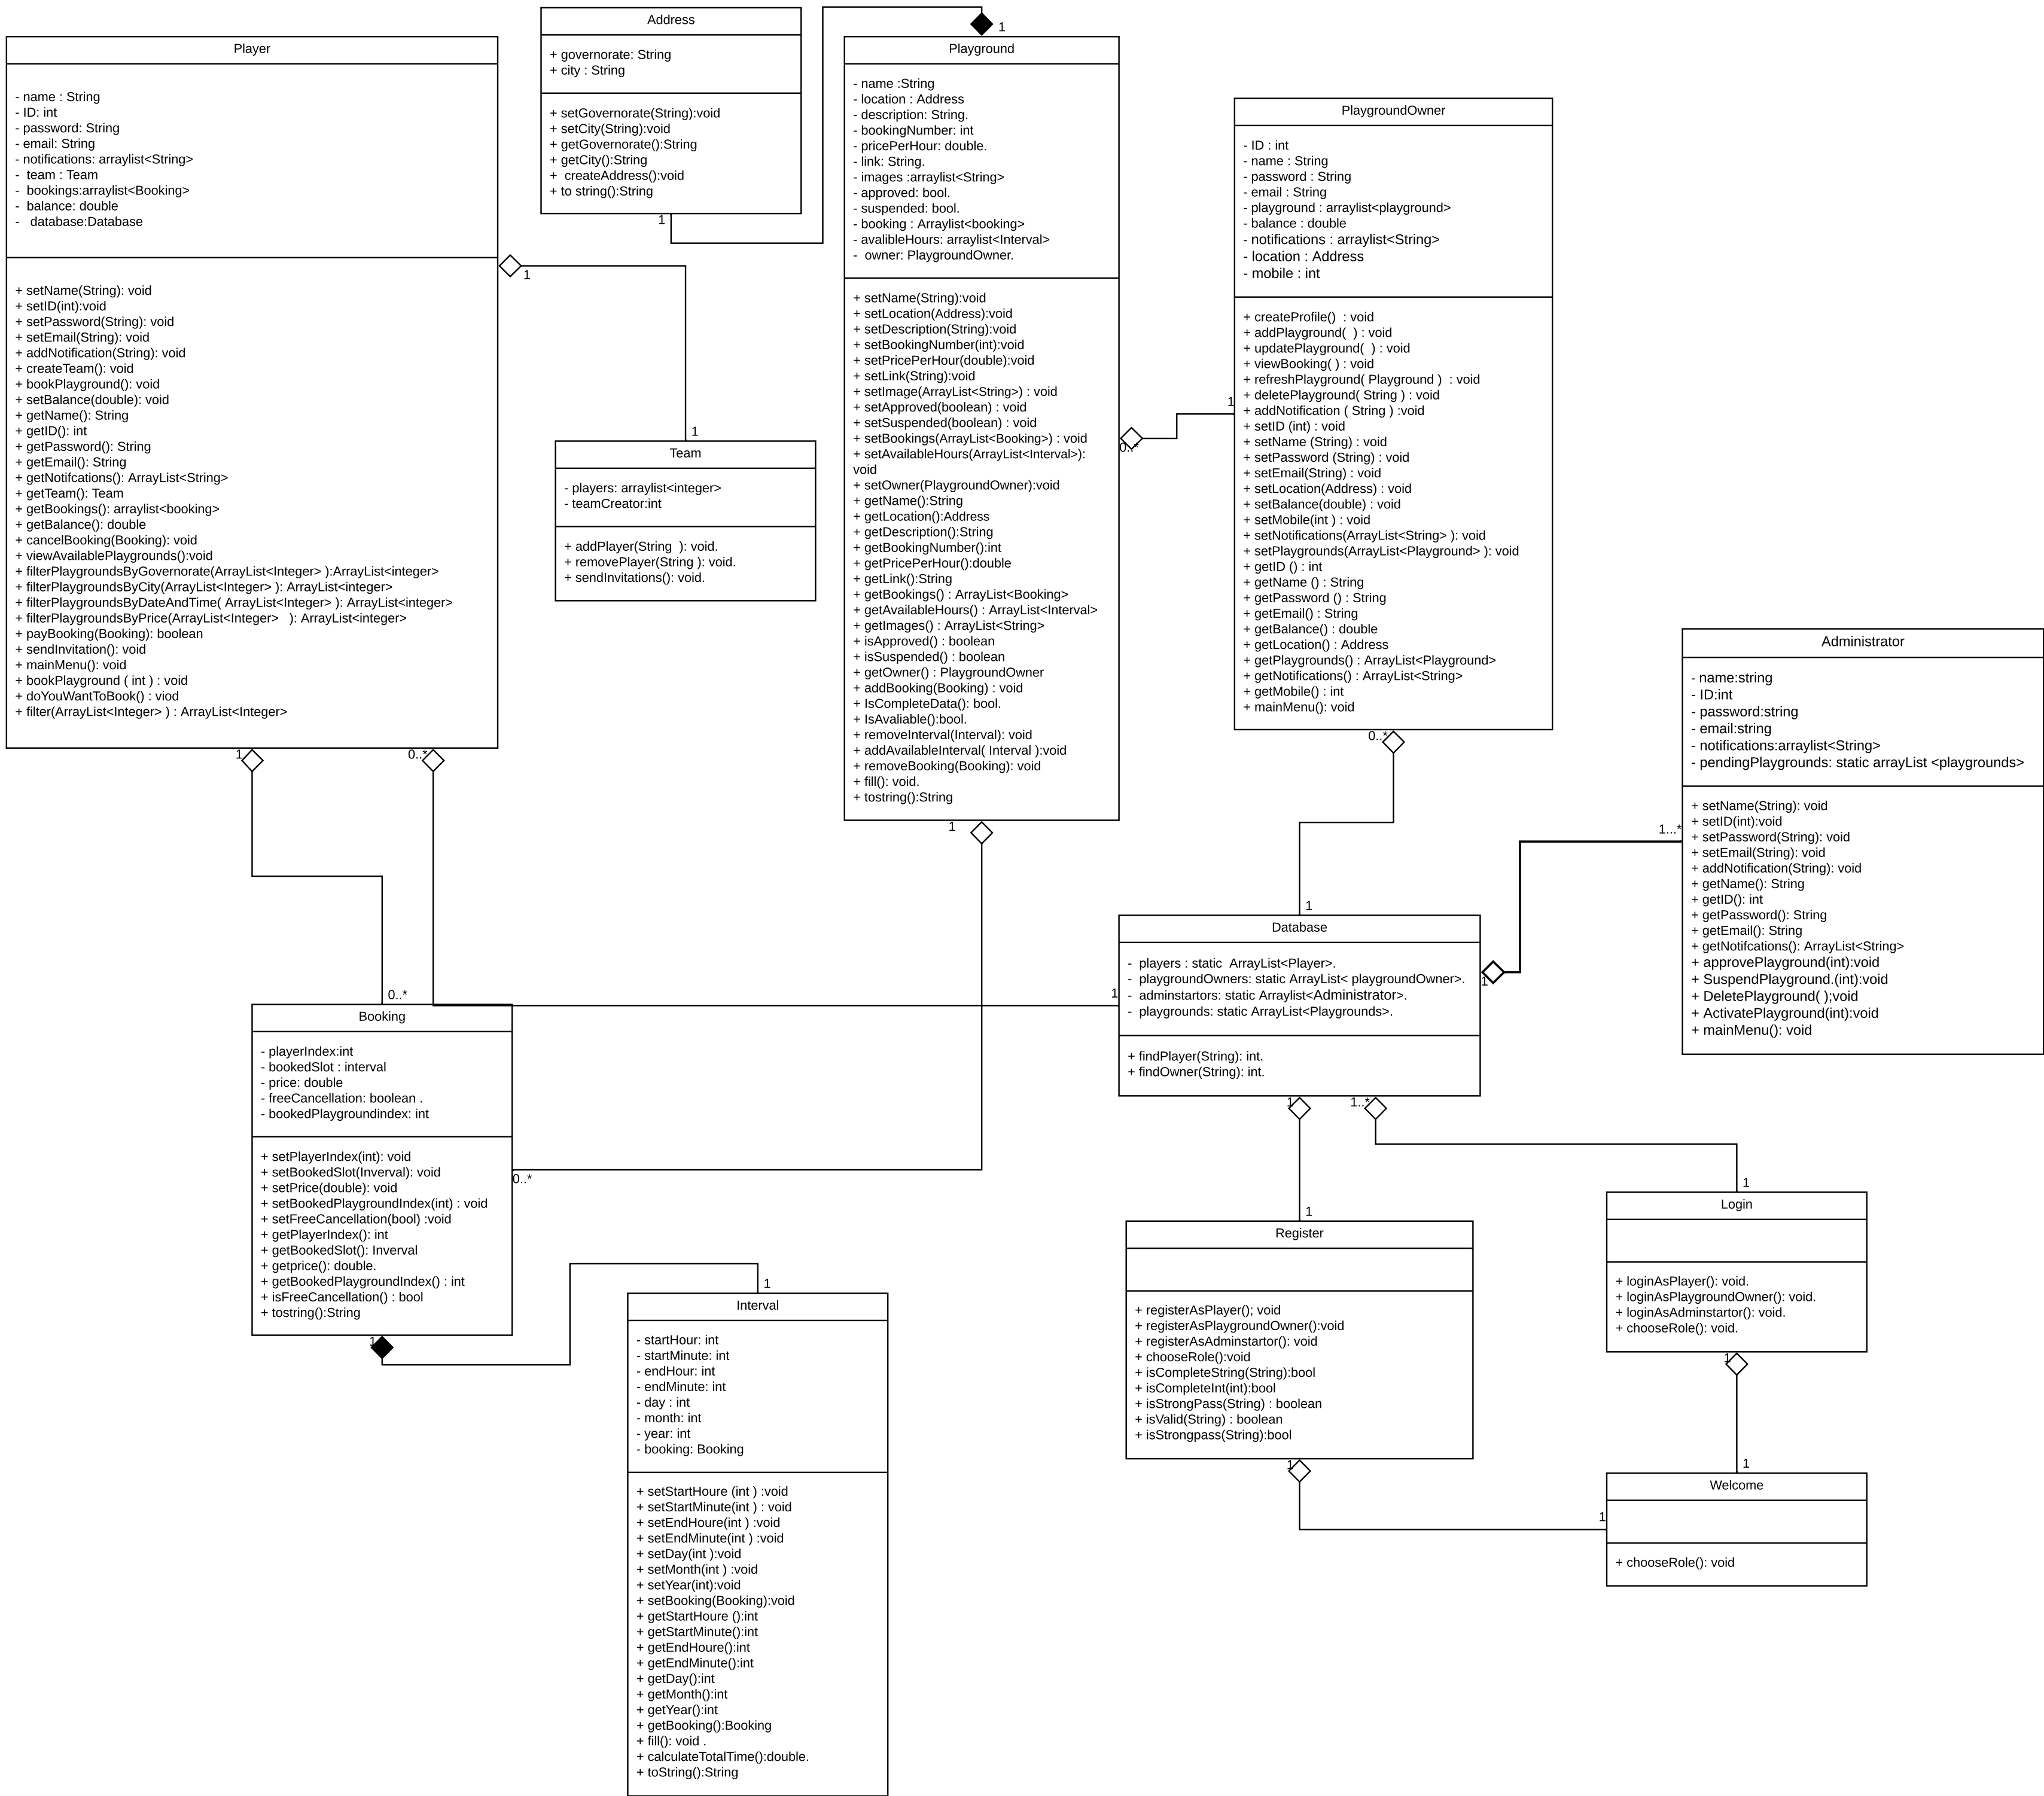 Player
- name : String
- ID: int
- password: String
- email: String
- notifications: arraylist<String>
-  team : Team
-  bookings:arraylist<Booking>
-  balance: double
-   database:Database
+ setName(String): void
+ setID(int):void
+ setPassword(String): void
+ setEmail(String): void
+ addNotification(String): void
+ createTeam(): void
+ bookPlayground(): void
+ setBalance(double): void
+ getName(): String
+ getID(): int
+ getPassword(): String
+ getEmail(): String
+ getNotifcations(): ArrayList<String>
+ getTeam(): Team
+ getBookings(): arraylist<booking>
+ getBalance(): double
+ cancelBooking(Booking): void
+ viewAvailablePlaygrounds():void
+ filterPlaygroundsByGovernorate(ArrayList<Integer> ):ArrayList<integer>
+ filterPlaygroundsByCity(ArrayList<Integer> ): ArrayList<integer>
+ filterPlaygroundsByDateAndTime( ArrayList<Integer> ): ArrayList<integer>
+ filterPlaygroundsByPrice(ArrayList<Integer>   ): ArrayList<integer>
+ payBooking(Booking): boolean
+ sendInvitation(): void
+ mainMenu(): void
+ bookPlayground ( int ) : void
+ doYouWantToBook() : viod
+ filter(ArrayList<Integer> ) : ArrayList<Integer>
1
0..*
1
Address
+ governorate: String
+ city : String
+ setGovernorate(String):void
+ setCity(String):void
+ getGovernorate():String
+ getCity():String
+  createAddress():void
+ to string():String
1
1
1
Team
- players: arraylist<integer>
- teamCreator:int
+ addPlayer(String  ): void.
+ removePlayer(String ): void.
+ sendInvitations(): void.
Playground
- name :String
- location : Address
- description: String.
- bookingNumber: int
- pricePerHour: double.
- link: String.
- images :arraylist<String>
- approved: bool.
- suspended: bool.
- booking : Arraylist<booking>
- avalibleHours: arraylist<Interval>
-  owner: PlaygroundOwner.
+ setName(String):void
+ setLocation(Address):void
+ setDescription(String):void
+ setBookingNumber(int):void
+ setPricePerHour(double):void
+ setLink(String):void
+ setImage(ArrayList<String>) : void
+ setApproved(boolean) : void
+ setSuspended(boolean) : void
+ setBookings(ArrayList<Booking>) : void
+ setAvailableHours(ArrayList<Interval>):
void
+ setOwner(PlaygroundOwner):void
+ getName():String
+ getLocation():Address
+ getDescription():String
+ getBookingNumber():int
+ getPricePerHour():double
+ getLink():String
+ getBookings() : ArrayList<Booking>
+ getAvailableHours() : ArrayList<Interval>
+ getImages() : ArrayList<String>
+ isApproved() : boolean
+ isSuspended() : boolean
+ getOwner() : PlaygroundOwner
+ addBooking(Booking) : void
+ IsCompleteData(): bool.
+ IsAvaliable():bool.
+ removeInterval(Interval): void
+ addAvailableInterval( Interval ):void
+ removeBooking(Booking): void
+ fill(): void.
+ tostring():String
1
0..*
1
PlaygroundOwner
- ID : int
- name : String
- password : String
- email : String
- playground : arraylist<playground>
- balance : double
- notifications : arraylist<String>
- location : Address
- mobile : int
+ createProfile()  : void
+ addPlayground(  ) : void
+ updatePlayground(  ) : void
+ viewBooking( ) : void
+ refreshPlayground( Playground )  : void
+ deletePlayground( String ) : void
+ addNotification ( String ) :void
+ setID (int) : void
+ setName (String) : void
+ setPassword (String) : void
+ setEmail(String) : void
+ setLocation(Address) : void
+ setBalance(double) : void
+ setMobile(int ) : void
+ setNotifications(ArrayList<String> ): void
+ setPlaygrounds(ArrayList<Playground> ): void
+ getID () : int
+ getName () : String
+ getPassword () : String
+ getEmail() : String
+ getBalance() : double
+ getLocation() : Address
+ getPlaygrounds() : ArrayList<Playground>
+ getNotifications() : ArrayList<String>
+ getMobile() : int
+ mainMenu(): void
0..*
Administrator
- name:string
- ID:int
- password:string
- email:string
- notifications:arraylist<String>
- pendingPlaygrounds: static arrayList <playgrounds>
+ setName(String): void
+ setID(int):void
+ setPassword(String): void
+ setEmail(String): void
+ addNotification(String): void
+ getName(): String
+ getID(): int
+ getPassword(): String
+ getEmail(): String
+ getNotifcations(): ArrayList<String>
+ approvePlayground(int):void
+ SuspendPlayground.(int):void
+ DeletePlayground( );void
+ ActivatePlayground(int):void
+ mainMenu(): void
1...*
1
Database
-  players : static  ArrayList<Player>.
-  playgroundOwners: static ArrayList< playgroundOwner>.
-  adminstartors: static Arraylist<Administrator>.
-  playgrounds: static ArrayList<Playgrounds>.
+ findPlayer(String): int.
+ findOwner(String): int.
1
1
1
1..*
0..*
Booking
- playerIndex:int
- bookedSlot : interval
- price: double
- freeCancellation: boolean .
- bookedPlaygroundindex: int
+ setPlayerIndex(int): void
+ setBookedSlot(Inverval): void
+ setPrice(double): void
+ setBookedPlaygroundIndex(int) : void
+ setFreeCancellation(bool) :void
+ getPlayerIndex(): int
+ getBookedSlot(): Inverval
+ getprice(): double.
+ getBookedPlaygroundIndex() : int
+ isFreeCancellation() : bool
+ tostring():String
0..*
1
1
Interval
- startHour: int
- startMinute: int
- endHour: int
- endMinute: int
- day : int
- month: int
- year: int
- booking: Booking
+ setStartHoure (int ) :void
+ setStartMinute(int ) : void
+ setEndHoure(int ) :void
+ setEndMinute(int ) :void
+ setDay(int ):void
+ setMonth(int ) :void
+ setYear(int):void
+ setBooking(Booking):void
+ getStartHoure ():int
+ getStartMinute():int
+ getEndHoure():int
+ getEndMinute():int
+ getDay():int
+ getMonth():int
+ getYear():int
+ getBooking():Booking
+ fill(): void .
+ calculateTotalTime():double.
+ toString():String
1
Register
+ registerAsPlayer(); void
+ registerAsPlaygroundOwner():void
+ registerAsAdminstartor(): void
+ chooseRole():void
+ isCompleteString(String):bool
+ isCompleteInt(int):bool
+ isStrongPass(String) : boolean
+ isValid(String) : boolean
+ isStrongpass(String):bool
1
1
Login
+ loginAsPlayer(): void.
+ loginAsPlaygroundOwner(): void.
+ loginAsAdminstartor(): void.
+ chooseRole(): void.
1
1
1
Welcome
+ chooseRole(): void